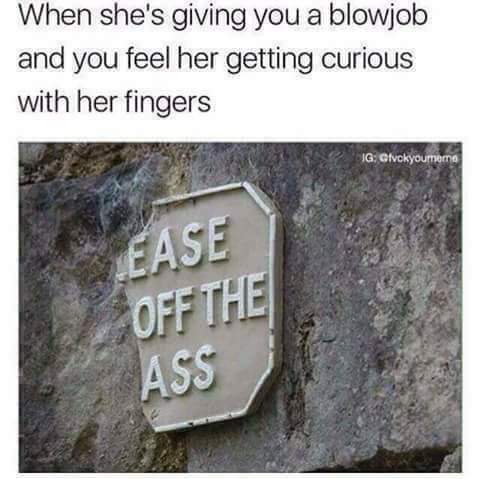 When she's giving you a blowjob
and you feel her getting curious
with her fingers
IG: @fvckyoumeme
EASE
OFF THE
ASS